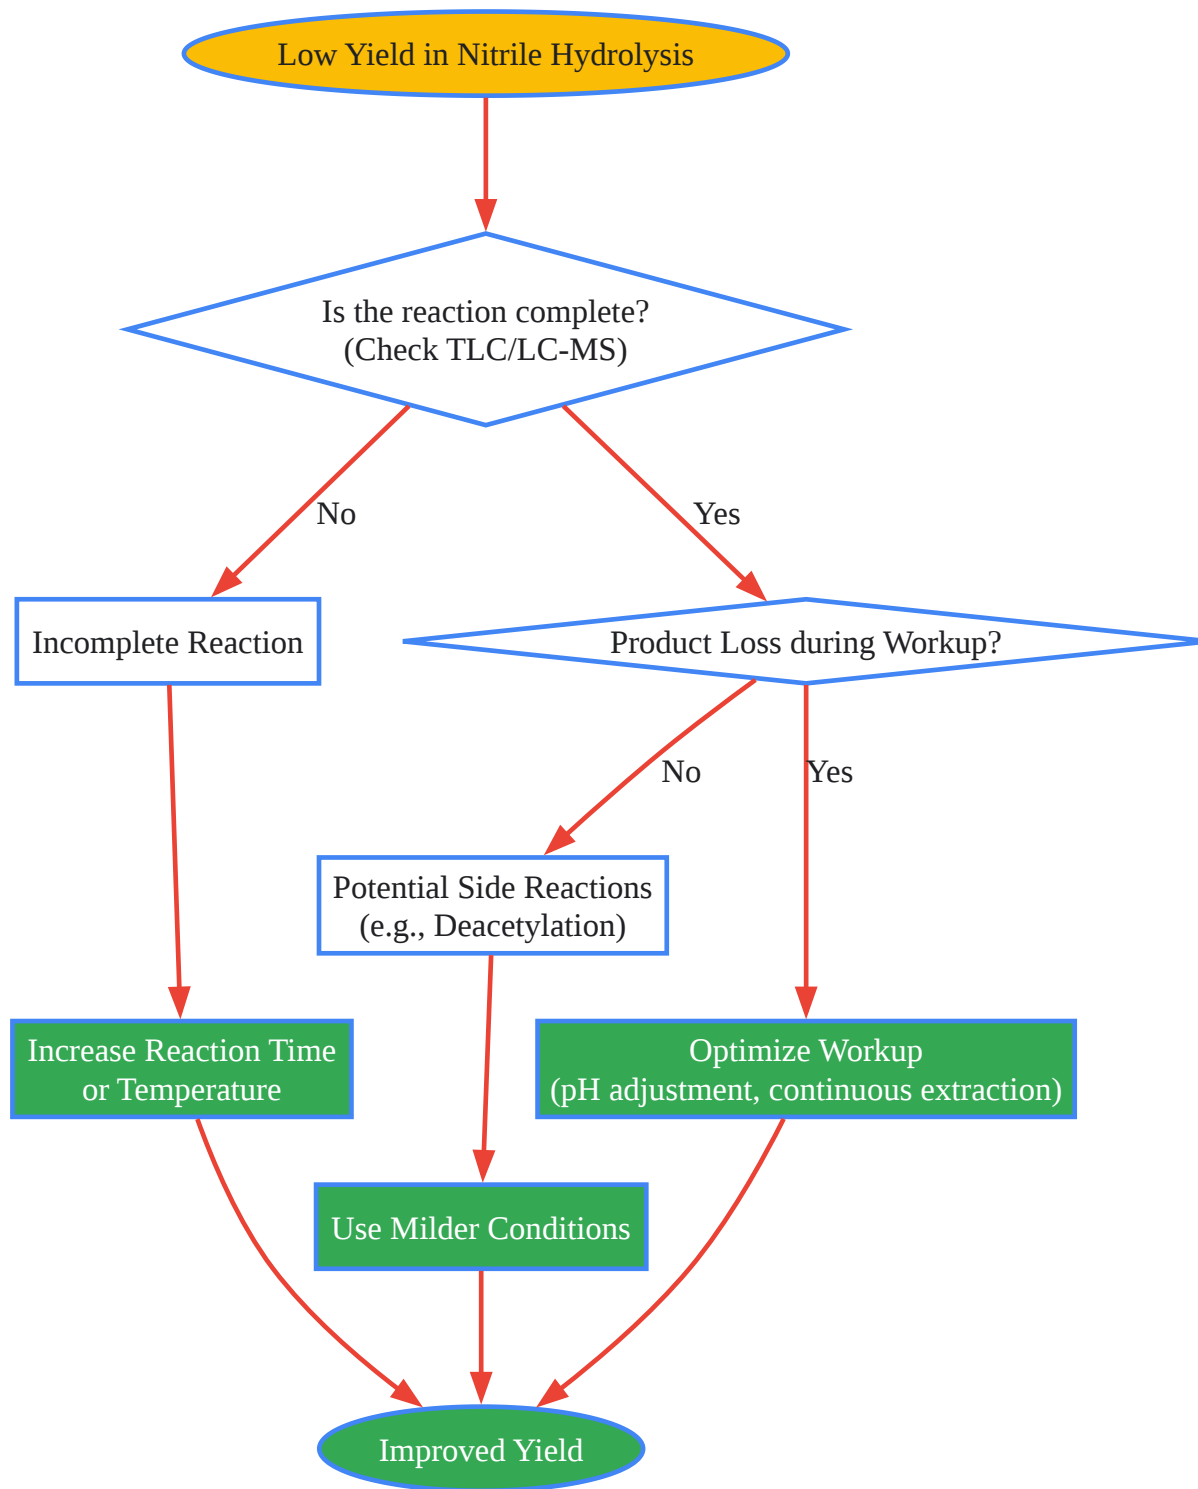 Low Yield in Nitrile Hydrolysis
Is the reaction complete?
(Check TLC/LC-MS)
No
Yes
Incomplete Reaction
Product Loss during Workup?
No
Yes
Potential Side Reactions
(e.g., Deacetylation)
Increase Reaction Time
or Temperature
Optimize Workup
(pH adjustment, continuous extraction)
Use Milder Conditions
Improved Yield